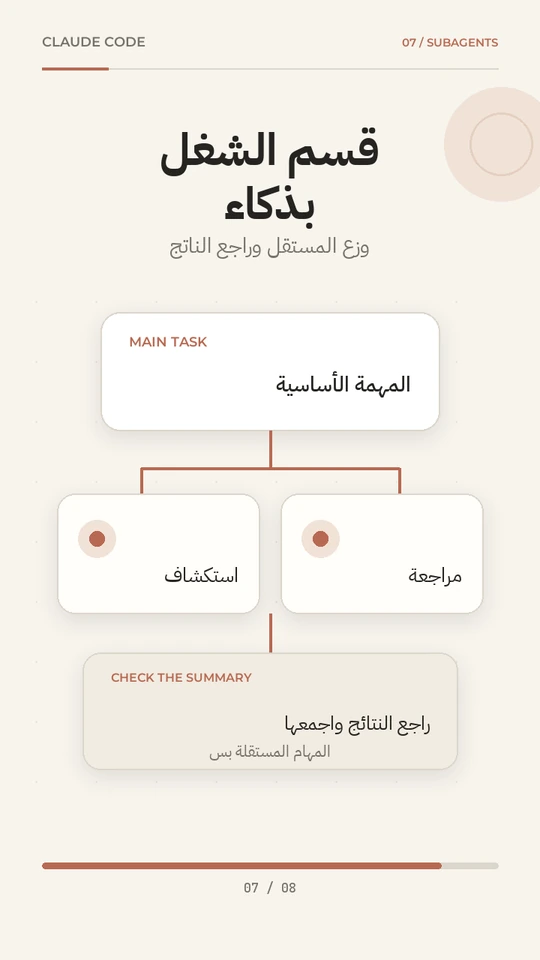 CLAUDE CODE
07 / SUBAGENTS
قسم الشغل
بذكاء
وزع المستقل وراجع الناتج
MAIN TASK
المهمة الأساسية
استكشاف
مراجعة
CHECK THE SUMMARY
راجع النتائج واجمعها
المهام المستقلة بس
07 / 08